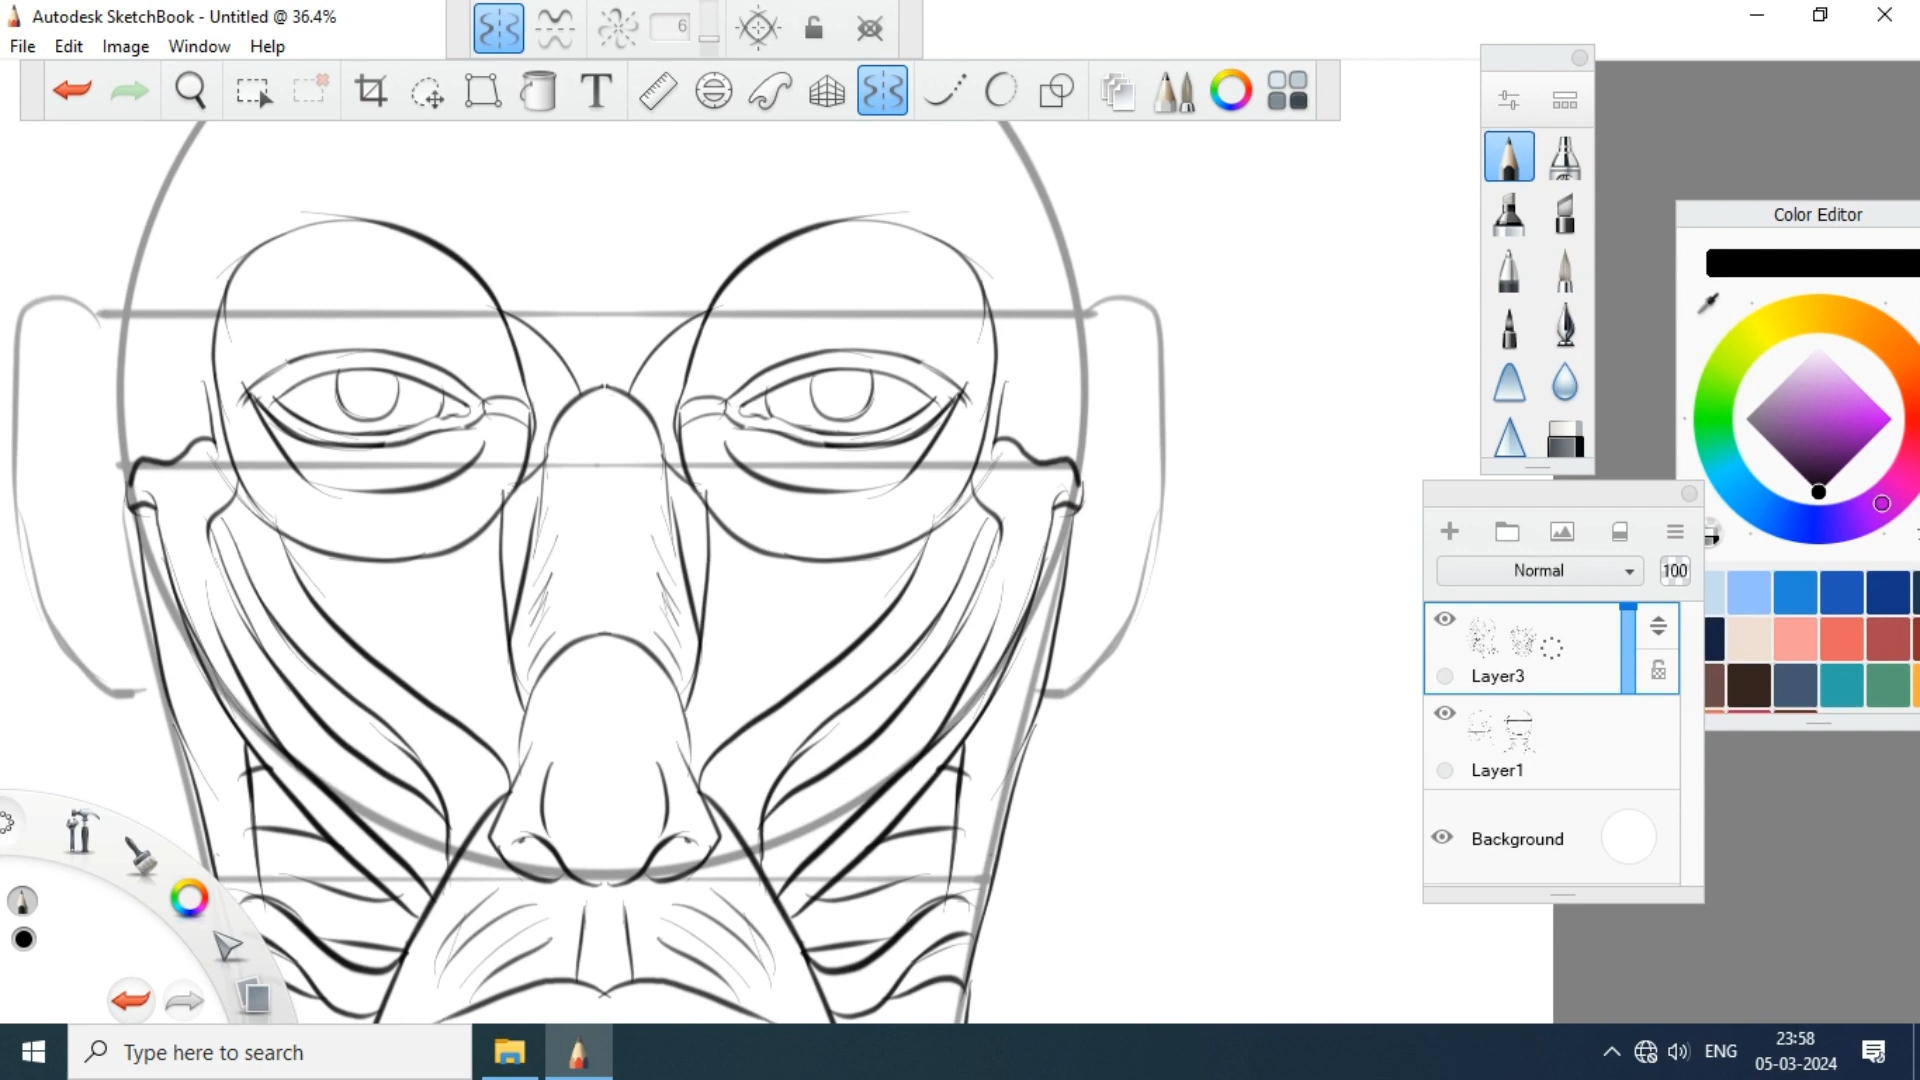 Autodesk SketchBook - Untitled @ 36.4%
File Edit Image Window Help
6
T
Color Editor
Normal
100
Layer3
Layer1
Background
Type here to search
ENG
23:58
05-03-2024